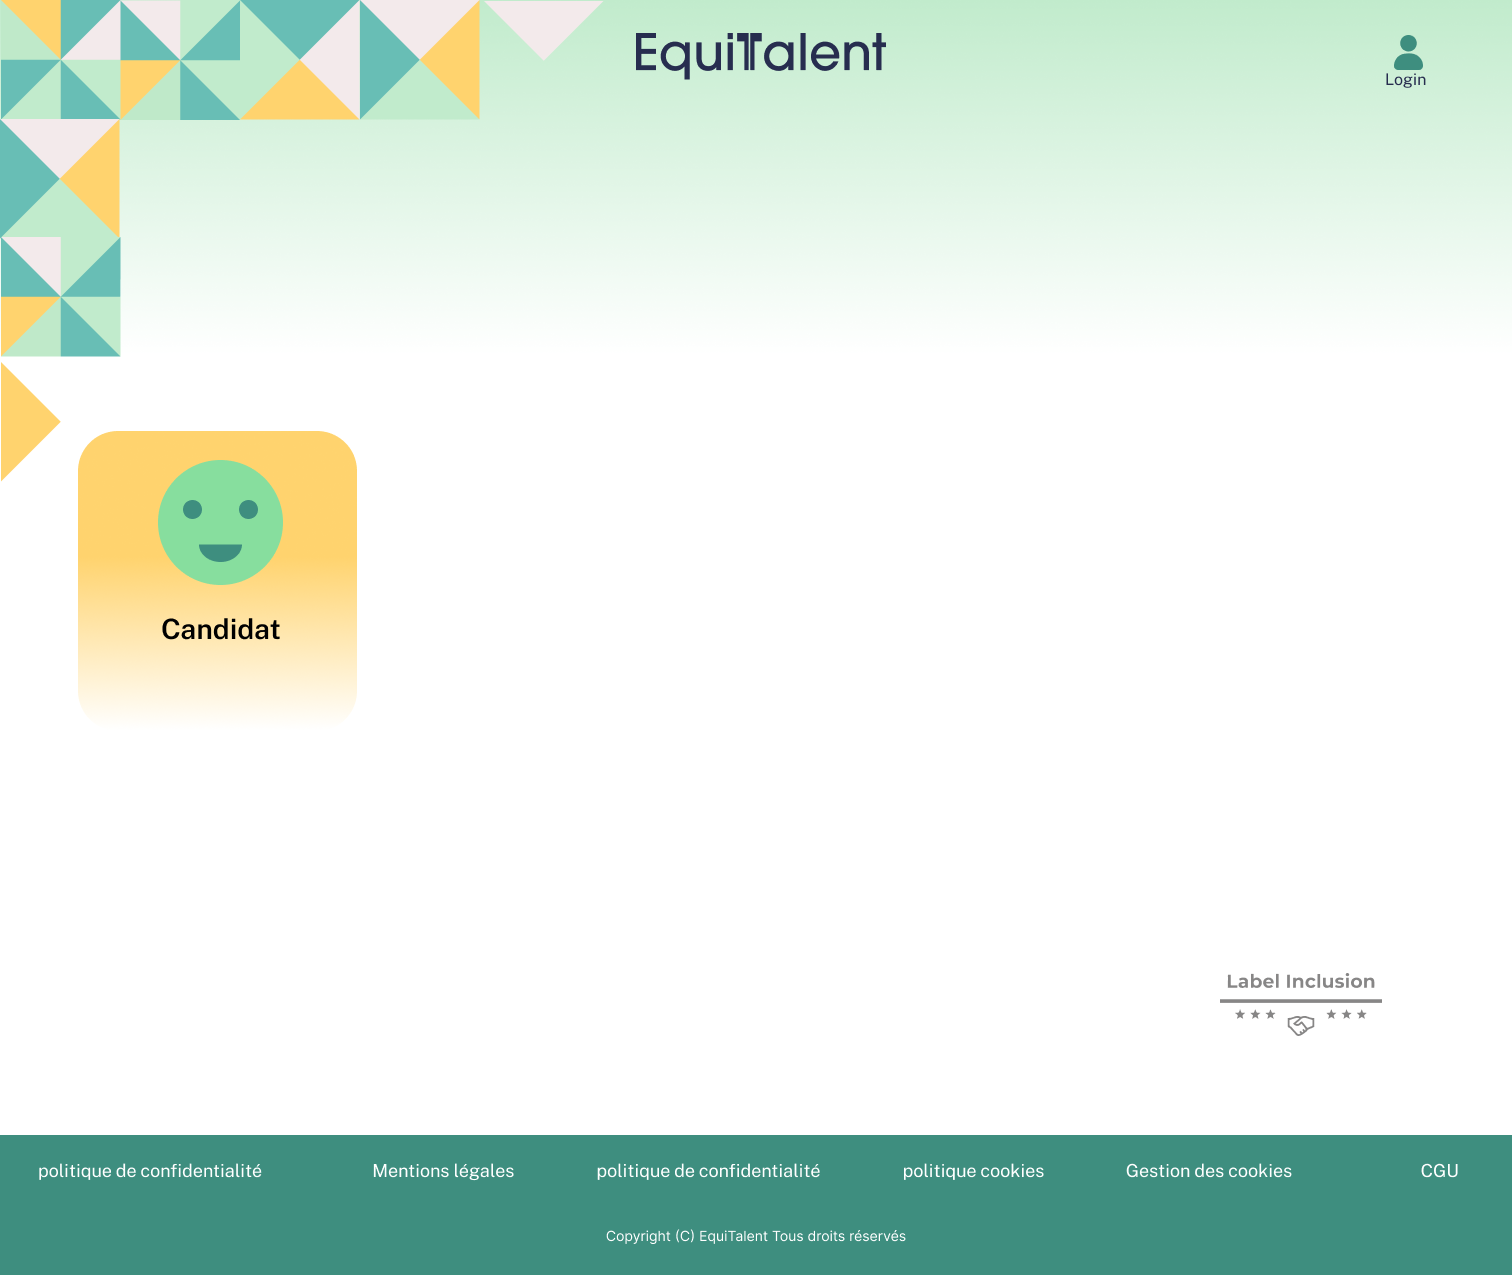 EquiTalent
Login
Candidat
Label Inclusion
politique de confidentialité
Mentions légales
politique de confidentialité
politique cookies
Gestion des cookies
CGU
Copyright (C) EquiTalent Tous droits réservés